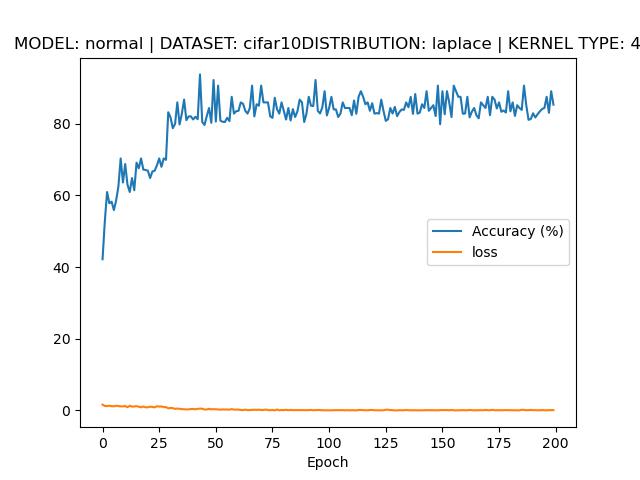 MODEL: normal | DATASET: cifar10DISTRIBUTION: laplace | KERNEL TYPE: 4
80
60
40
20
0
Accuracy (%)
loss
0 25 50 75 100 125 150 175 200
Epoch